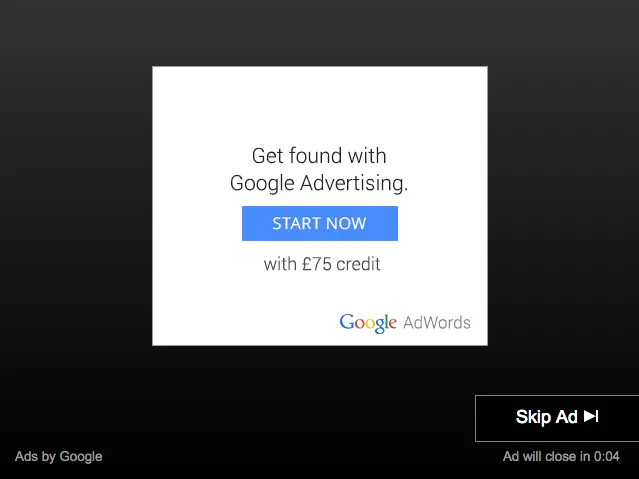 Get found with
Google Advertising.
START NOW
with £75 credit
Google AdWords
Skip Ad
Ads by Google
Ad will close in 0:04